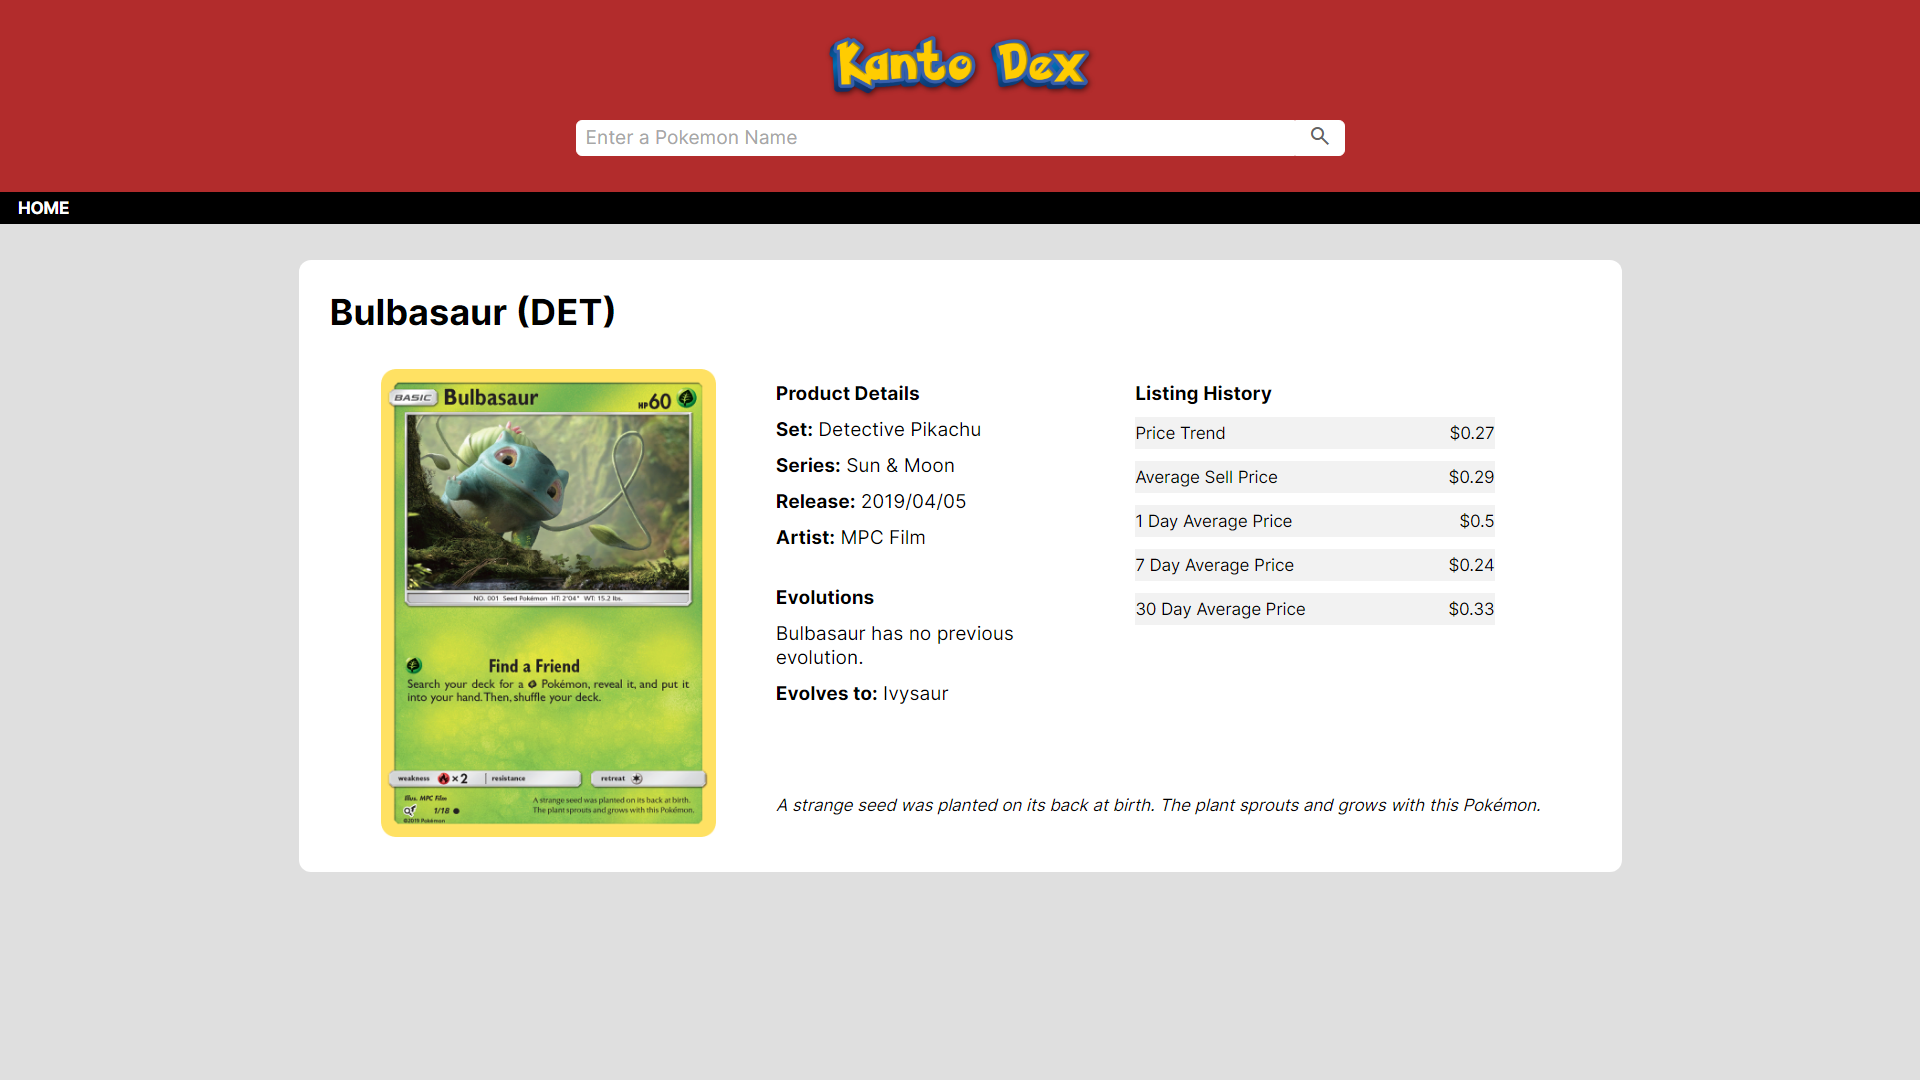 Kanto Dex
Enter a Pokemon Name
HOME
Bulbasaur (DET)
BASIC Bulbasaur HP60
NO. 001 Seed Pokémon HT: 2'04" WT: 15.2 lbs.
Find a Friend
Search your deck for a Pokémon, reveal it, and put it
into your hand. Then, shuffle your deck.
weakness ×2 resistance retreat
Illus. MPC Film
1/18
©2019 Pokémon
A strange seed was planted on its back at birth.
The plant sprouts and grows with this Pokémon.
Product Details
Set: Detective Pikachu
Series: Sun & Moon
Release: 2019/04/05
Artist: MPC Film
Evolutions
Bulbasaur has no previous
evolution.
Evolves to: Ivysaur
Listing History
Price Trend $0.27
Average Sell Price $0.29
1 Day Average Price $0.5
7 Day Average Price $0.24
30 Day Average Price $0.33
A strange seed was planted on its back at birth. The plant sprouts and grows with this Pokémon.